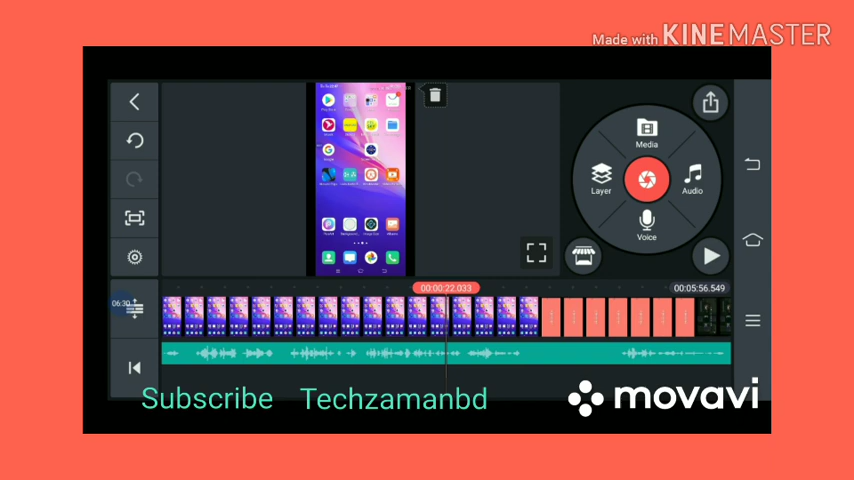 Made with KINEMASTER
Media
Layer
Audio
Voice
00:00:22.033
00:05:56.549
06:30
Subscribe Techzamanbd
movavi